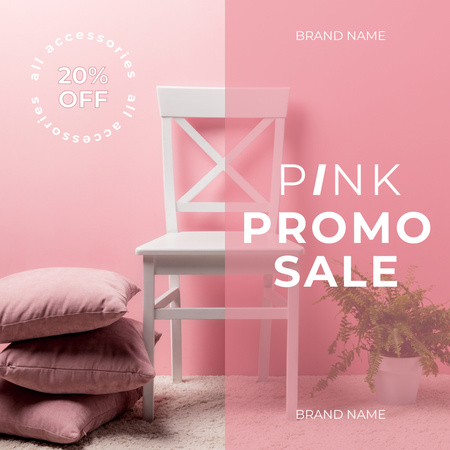 BRAND NAME
all accessories
all accessories
20%
OFF
PINK
PROMO
SALE
BRAND NAME